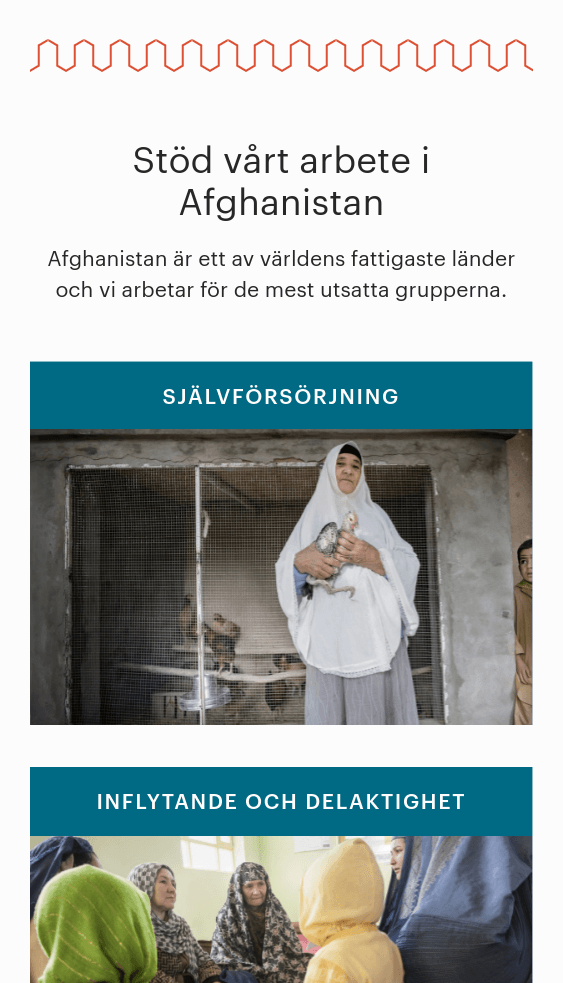 Stöd vårt arbete i
Afghanistan
Afghanistan är ett av världens fattigaste länder
och vi arbetar för de mest utsatta grupperna.
SJÄLVFÖRSÖRJNING
INFLYTANDE OCH DELAKTIGHET